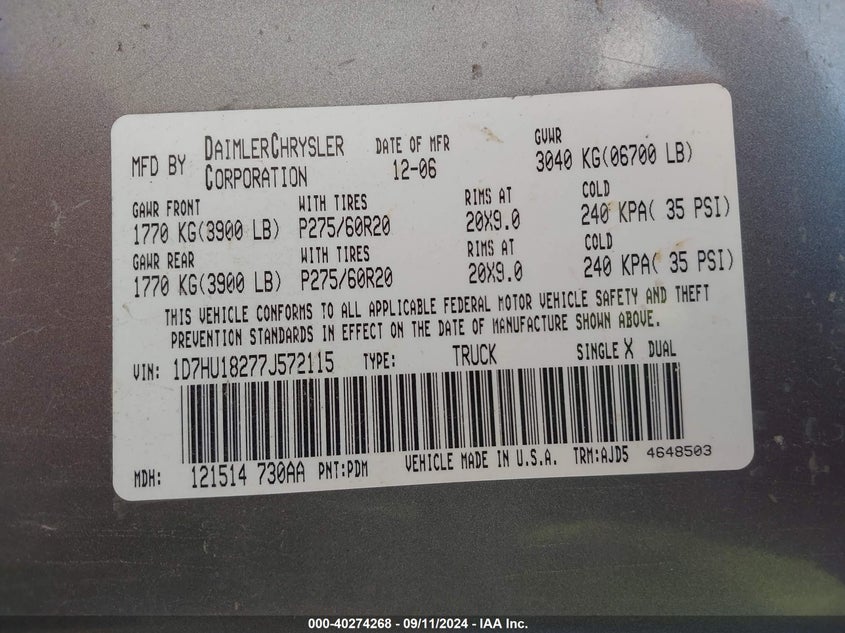 MFD BY DAIMLERCHRYSLER CORPORATION DATE OF MFR 12-06 GVWR 3040 KG(06700 LB)
GAWR FRONT WITH TIRES RIMS AT COLD
1770 KG(3900 LB) P275/60R20 20X9.0 240 KPA( 35 PSI)
GAWR REAR WITH TIRES RIMS AT COLD
1770 KG(3900 LB) P275/60R20 20X9.0 240 KPA( 35 PSI)
THIS VEHICLE CONFORMS TO ALL APPLICABLE FEDERAL MOTOR VEHICLE SAFETY AND THEFT
PREVENTION STANDARDS IN EFFECT ON THE DATE OF MANUFACTURE SHOWN ABOVE.
VIN: 1D7HU18277J572115 TYPE: TRUCK SINGLE X DUAL
MDH: 121514 730AA PNT:PDM VEHICLE MADE IN U.S.A. TRM:AJD5 4648503
000-40274268 - 09/11/2024 - IAA Inc.